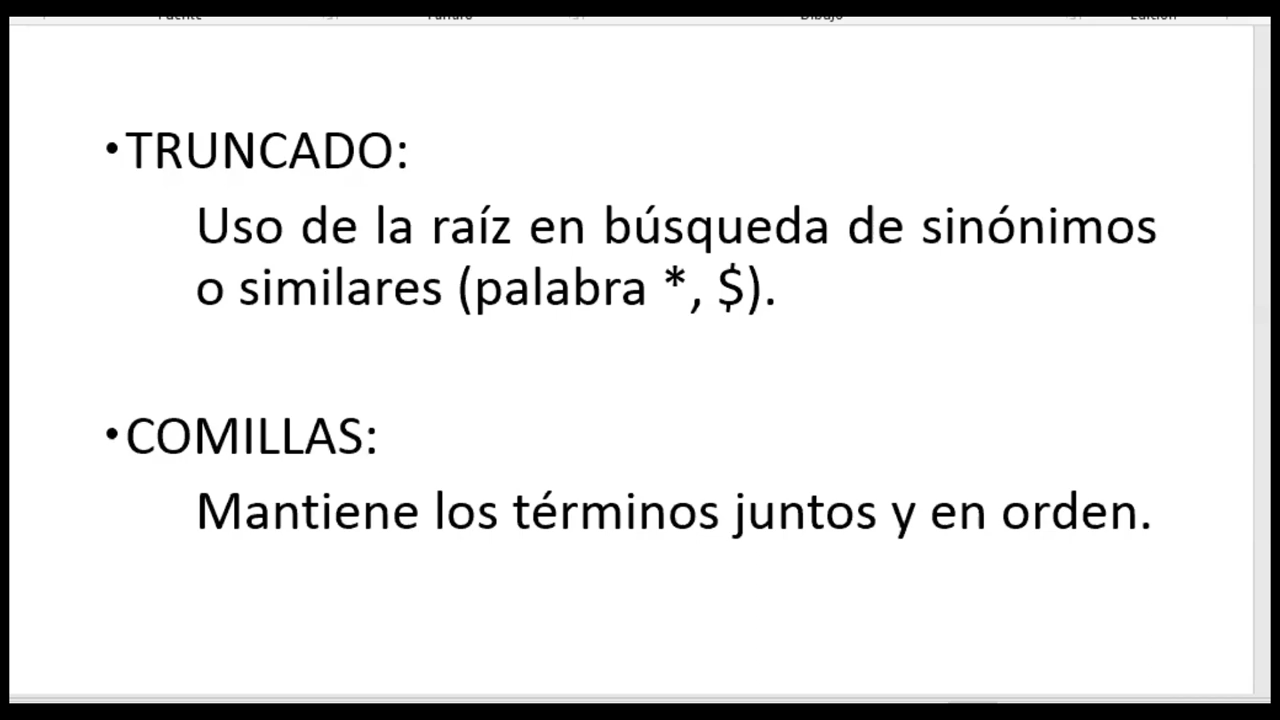 • TRUNCADO:
Uso de la raíz en búsqueda de sinónimos
o similares (palabra *, $).
• COMILLAS:
Mantiene los términos juntos y en orden.